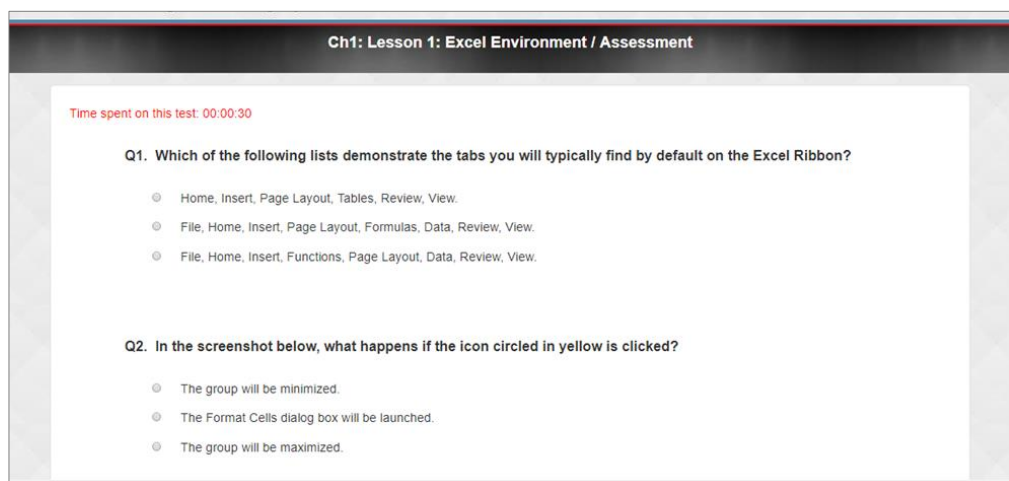 Ch1: Lesson 1: Excel Environment / Assessment
Time spent on this test: 00:00:30
Q1. Which of the following lists demonstrate the tabs you will typically find by default on the Excel Ribbon?
Home, Insert, Page Layout, Tables, Review, View.
File, Home, Insert, Page Layout, Formulas, Data, Review, View.
File, Home, Insert, Functions, Page Layout, Data, Review, View.
Q2. In the screenshot below, what happens if the icon circled in yellow is clicked?
The group will be minimized.
The Format Cells dialog box will be launched.
The group will be maximized.